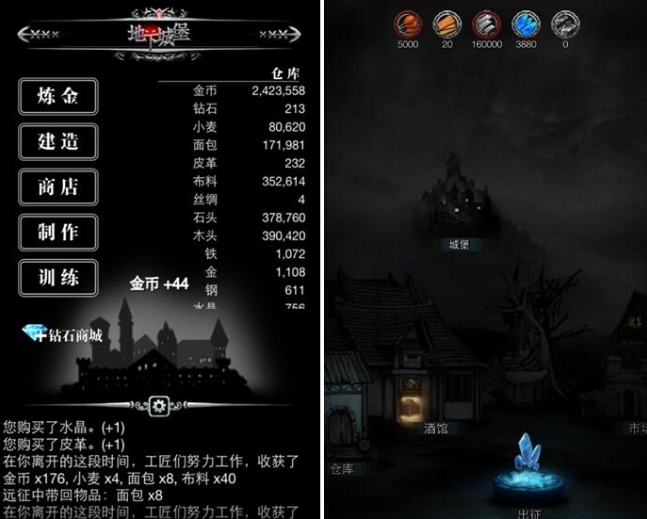 地下城堡
仓库
炼金
建造
商店
制作
训练
金币 2,423,558
钻石 213
小麦 80,620
面包 171,981
皮革 232
布料 352,614
丝绸 4
石头 378,760
木头 390,420
铁 1,072
金 1,108
钢 611
水晶 756
金币 +44
钻石商城
您购买了水晶。(+1)
您购买了皮革。(+1)
在你离开的这段时间，工匠们努力工作，收获了
金币 x176, 小麦 x4, 面包 x8, 布料 x40
远征中带回物品：面包 x8
在你离开的这段时间，工匠们努力工作，收获了
5000 20 160000 3880 0
城堡
酒馆
市场
仓库
出征